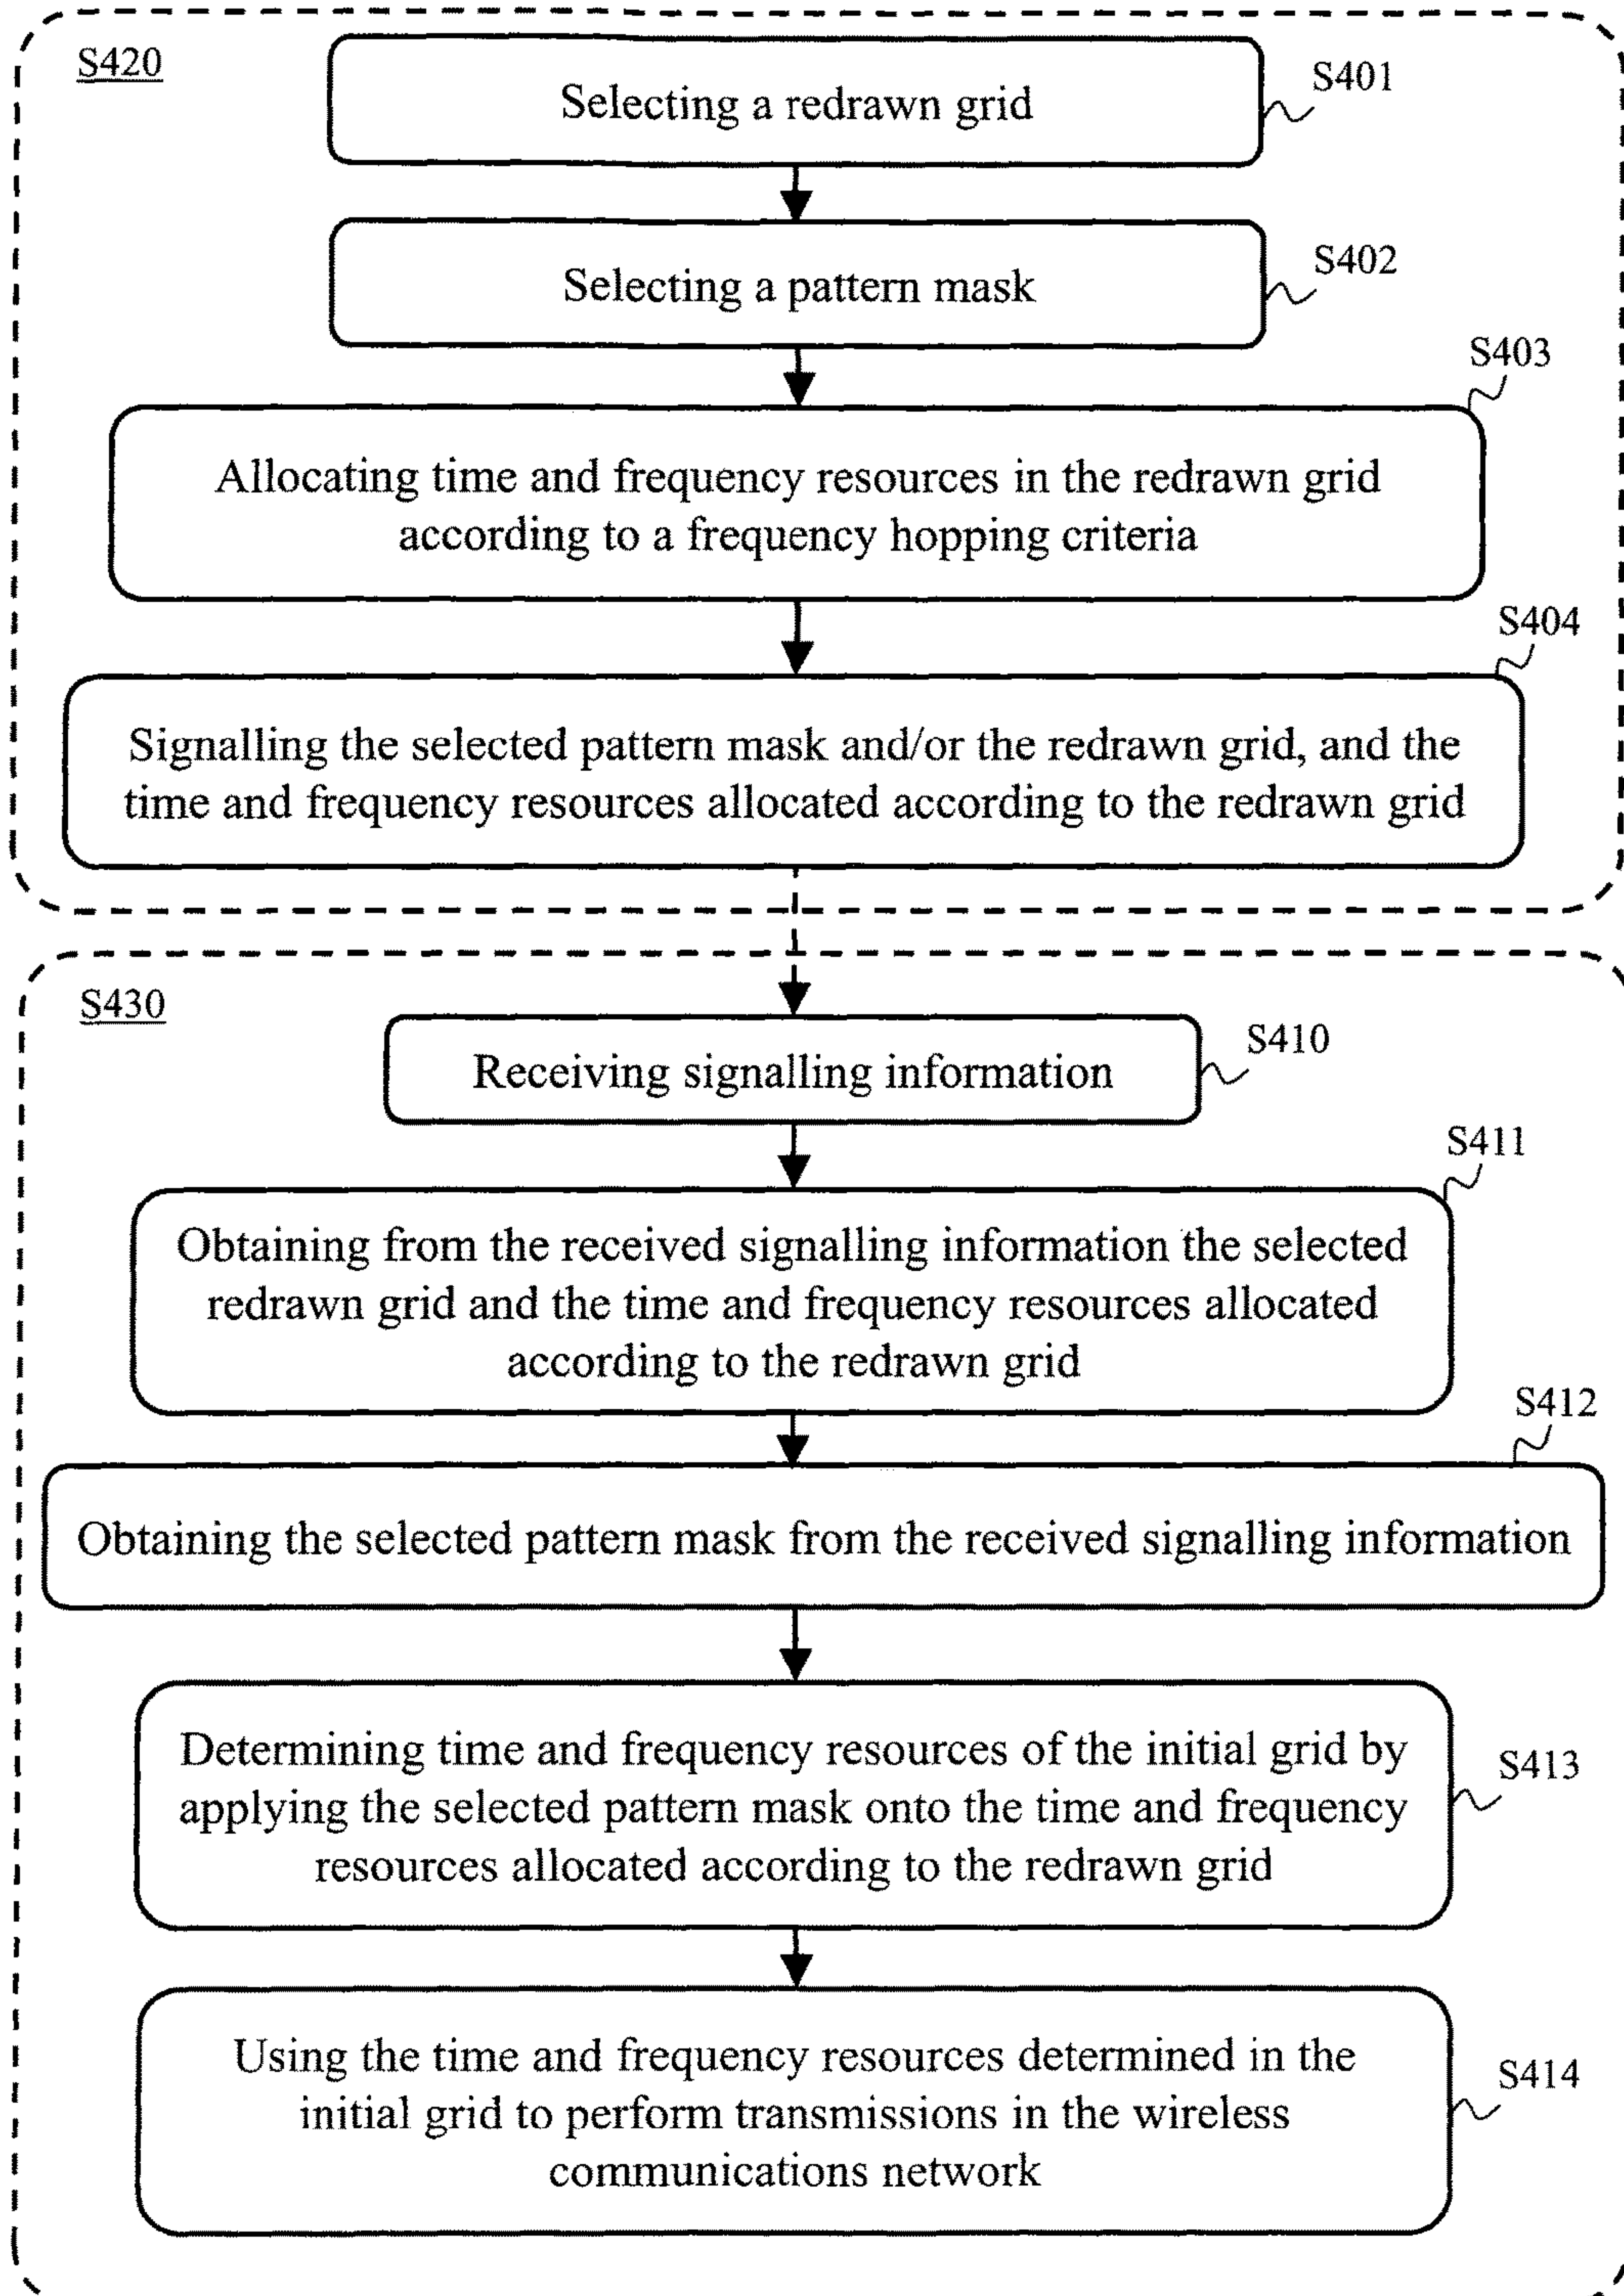 S420
Selecting a redrawn grid
S401
Selecting a pattern mask
S402
S403
Allocating time and frequency resources in the redrawn grid
according to a frequency hopping criteria
S404
Signalling the selected pattern mask and/or the redrawn grid, and the
time and frequency resources allocated according to the redrawn grid
S430
Receiving signalling information
S410
S411
Obtaining from the received signalling information the selected
redrawn grid and the time and frequency resources allocated
according to the redrawn grid
S412
Obtaining the selected pattern mask from the received signalling information
Determining time and frequency resources of the initial grid by
applying the selected pattern mask onto the time and frequency
resources allocated according to the redrawn grid
S413
Using the time and frequency resources determined in the
initial grid to perform transmissions in the wireless
communications network
S414